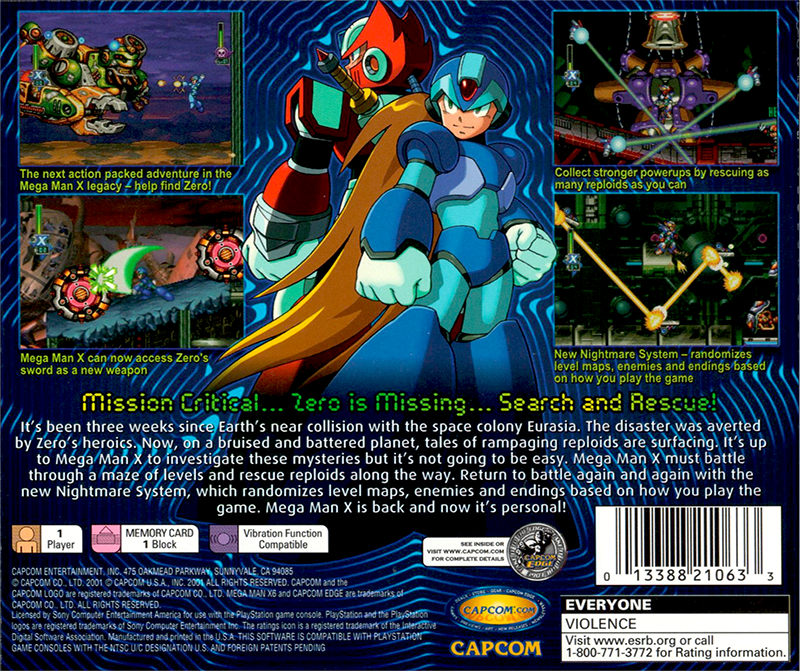 The next action packed adventure in the
Mega Man X legacy – help find Zero!
Collect stronger powerups by rescuing as
many reploids as you can
Mega Man X can now access Zero's
sword as a new weapon
New Nightmare System – randomizes
level maps, enemies and endings based
on how you play the game
Mission Critical... Zero is Missing... Search and Rescue!
It's been three weeks since Earth's near collision with the space colony Eurasia. The disaster was averted
by Zero's heroics. Now, on a bruised and battered planet, tales of rampaging reploids are surfacing. It's up
to Mega Man X to investigate these mysteries but it's not going to be easy. Mega Man X must battle
through a maze of levels and rescue reploids along the way. Return to battle again and again with the
new Nightmare System, which randomizes level maps, enemies and endings based on how you play the
game. Mega Man X is back and now it's personal!
1
Player
MEMORY CARD
1 Block
Vibration Function
Compatible
SEE INSIDE OR
VISIT WWW.CAPCOM.COM
FOR COMPLETE DETAILS
CAPCOM
EDGE
0 13388 21063 3
CAPCOM ENTERTAINMENT, INC. 475 OAKMEAD PARKWAY, SUNNYVALE, CA 94085
© CAPCOM CO., LTD. 2001 © CAPCOM U.S.A., INC. 2001 ALL RIGHTS RESERVED. CAPCOM and the
CAPCOM LOGO are registered trademarks of CAPCOM CO., LTD. MEGA MAN X6 and CAPCOM EDGE are trademarks of
CAPCOM CO. LTD. ALL RIGHTS RESERVED.
Licensed by Sony Computer Entertainment America for use with the PlayStation game console. PlayStation and the PlayStation
logos are registered trademarks of Sony Computer Entertainment Inc. The ratings icon is a registered trademark of the Interactive
Digital Software Association. Manufactured and printed in the U.S.A. THIS SOFTWARE IS COMPATIBLE WITH PLAYSTATION
GAME CONSOLES WITH THE NTSC U/C DESIGNATION U.S. AND FOREIGN PATENTS PENDING
CAPCOM.COM
CAPCOM
EVERYONE
VIOLENCE
Visit www.esrb.org or call
1-800-771-3772 for Rating information.